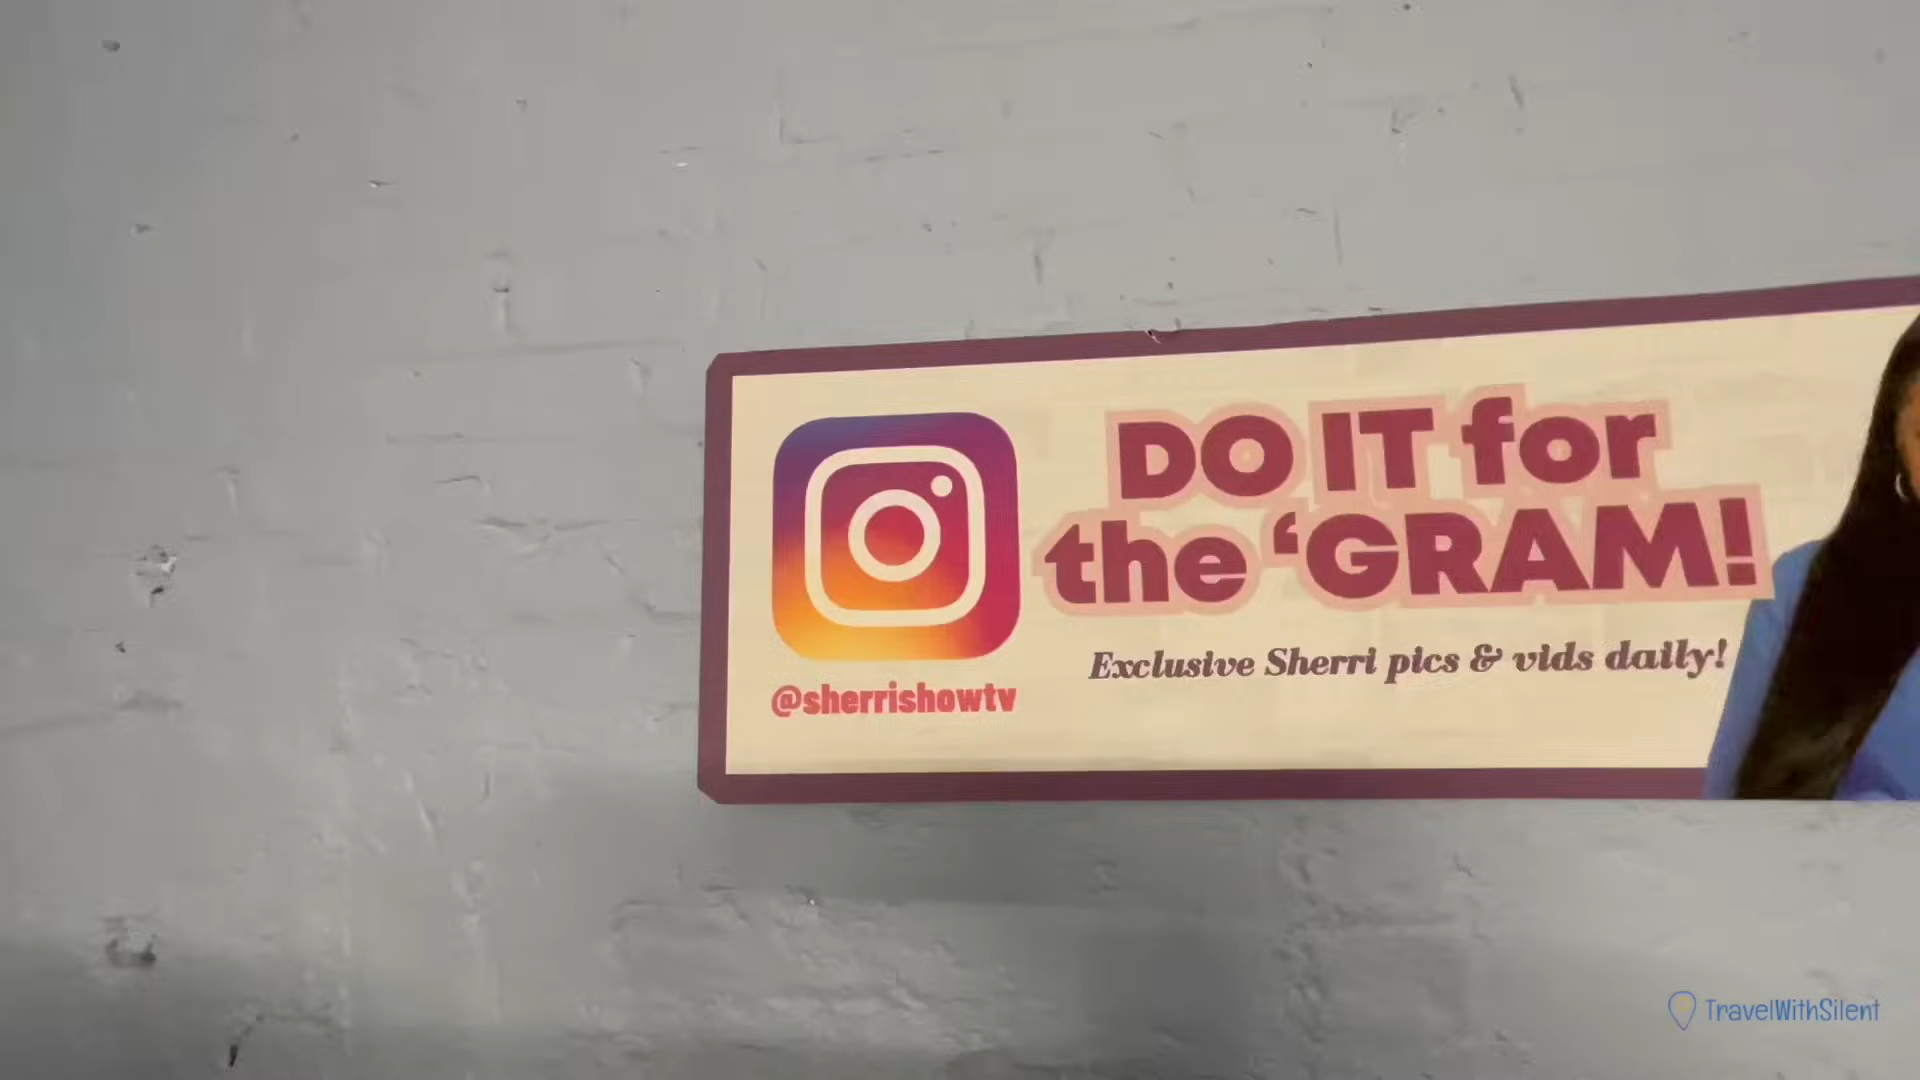 DO IT for
the ‘GRAM!
Exclusive Sherri pics & vids daily!
@sherrishowtv
TravelWithSilent